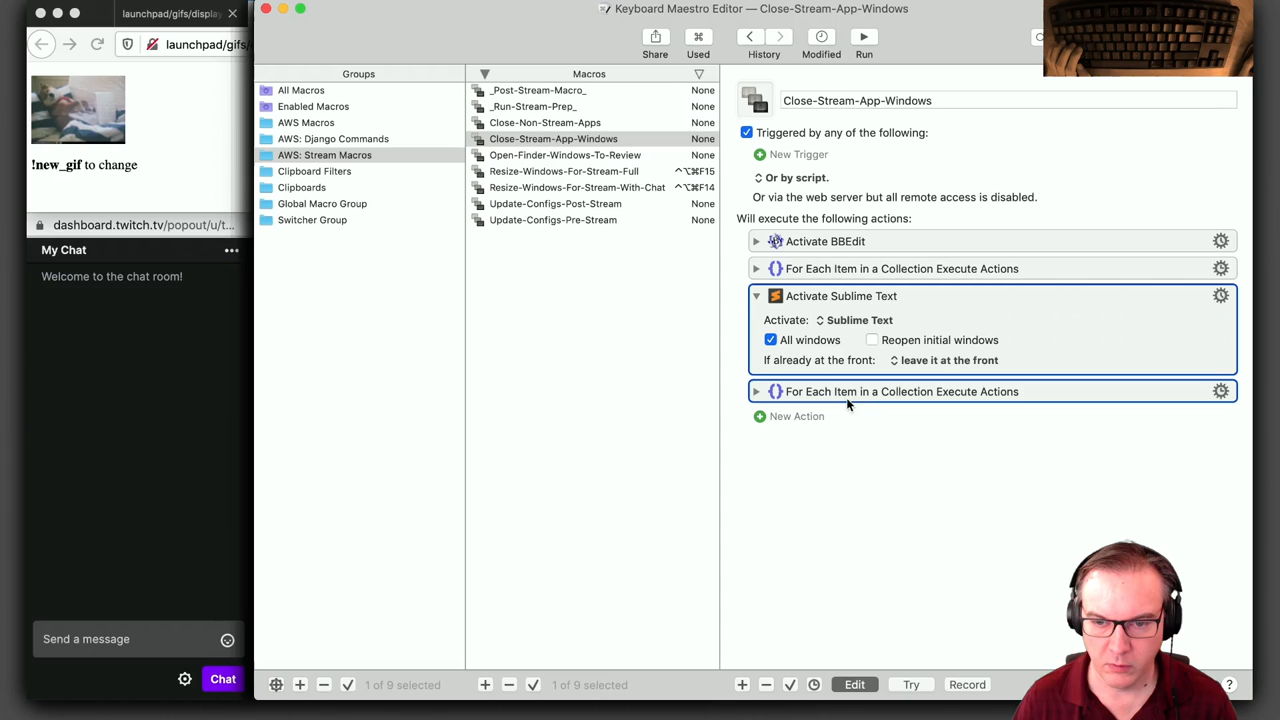 launchpad/gifs/display
launchpad/gifs/
!new_gif to change
dashboard.twitch.tv/popout/u/t...
My Chat
Welcome to the chat room!
Send a message
Chat
Keyboard Maestro Editor — Close-Stream-App-Windows
Share
Used
History
Modified
Run
Groups
All Macros
Enabled Macros
AWS Macros
AWS: Django Commands
AWS: Stream Macros
Clipboard Filters
Clipboards
Global Macro Group
Switcher Group
1 of 9 selected
Macros
_Post-Stream-Macro_ None
_Run-Stream-Prep_ None
Close-Non-Stream-Apps None
Close-Stream-App-Windows None
Open-Finder-Windows-To-Review None
Resize-Windows-For-Stream-Full ^⌥⌘F15
Resize-Windows-For-Stream-With-Chat ^⌥⌘F14
Update-Configs-Post-Stream None
Update-Configs-Pre-Stream None
1 of 9 selected
Close-Stream-App-Windows
Triggered by any of the following:
New Trigger
Or by script.
Or via the web server but all remote access is disabled.
Will execute the following actions:
Activate BBEdit
For Each Item in a Collection Execute Actions
Activate Sublime Text
Activate: Sublime Text
All windows Reopen initial windows
If already at the front: leave it at the front
For Each Item in a Collection Execute Actions
New Action
Edit Try Record
?